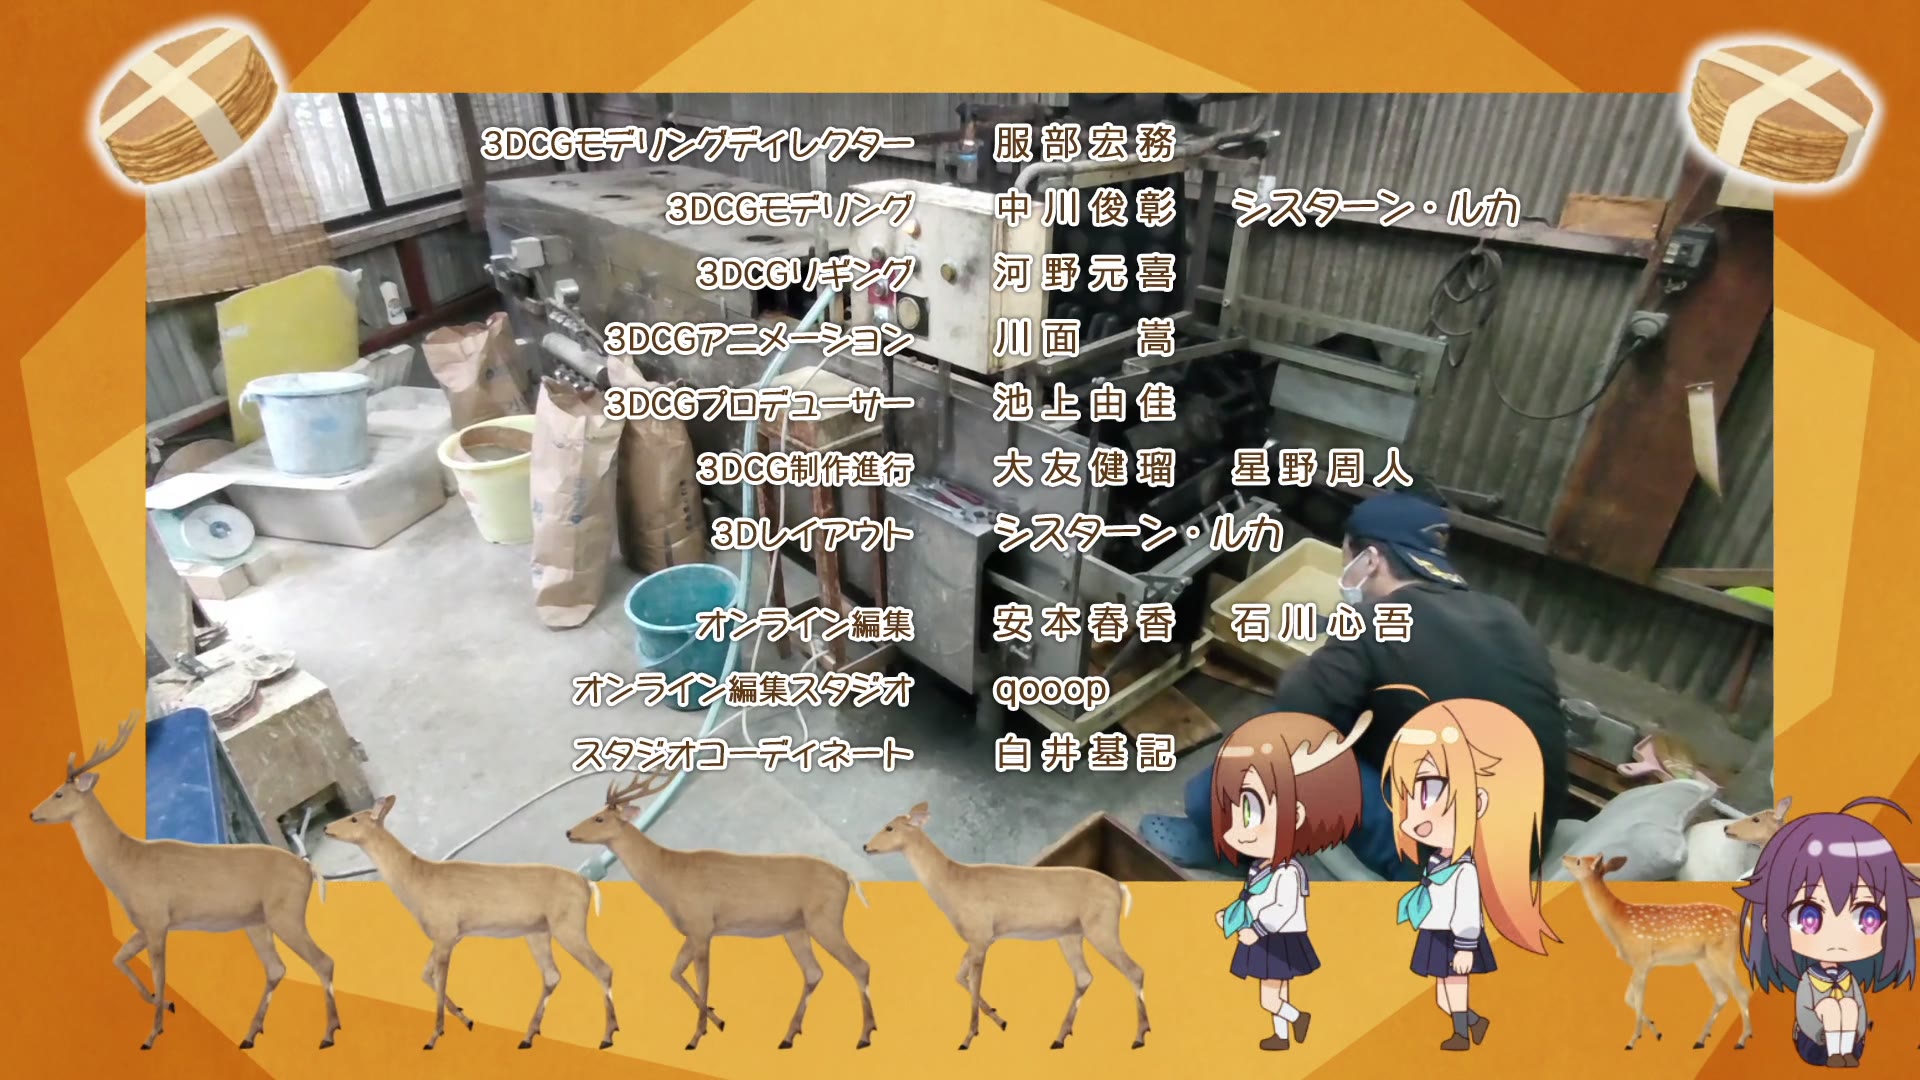 3DCGモデリングディレクター 服部宏務
3DCGモデリング 中川俊彰 シスターン・ルカ
3DCGリギング 河野元喜
3DCGアニメーション 川面 嵩
3DCGプロデューサー 池上由佳
3DCG制作進行 大友健瑠 星野周人
3Dレイアウト シスターン・ルカ
オンライン編集 安本春香 石川心吾
オンライン編集スタジオ qooop
スタジオコーディネート 白井基記